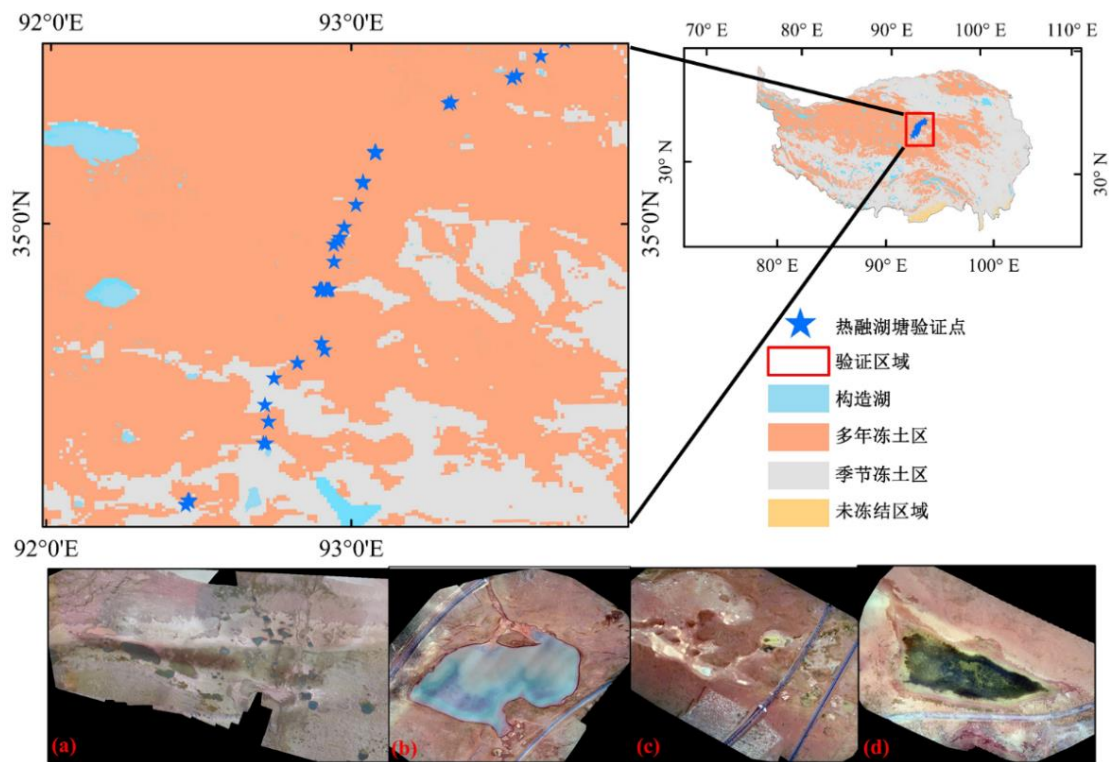 92°0'E 93°0'E
70° E 80° E 90° E 100° E 110° E
30° N 30° N
35°0'N 35°0'N
80° E 90° E 100° E
热融湖塘验证点
验证区域
构造湖
多年冻土区
季节冻土区
未冻结区域
92°0'E 93°0'E
(a) (b) (c) (d)